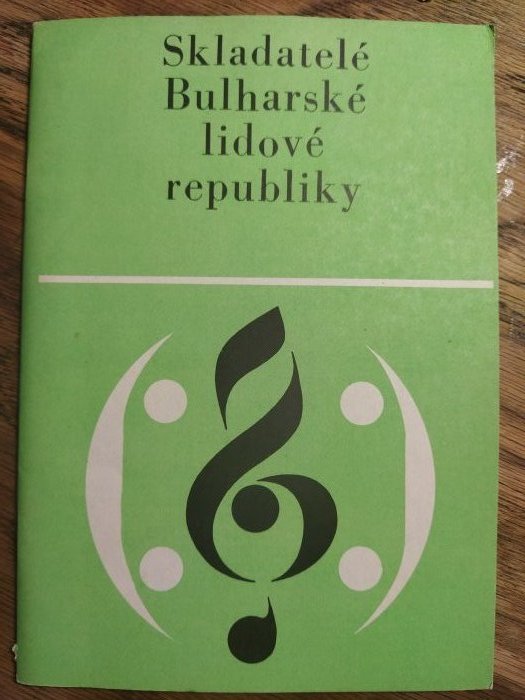 Skladatelé
Bulharské
lidové
republiky